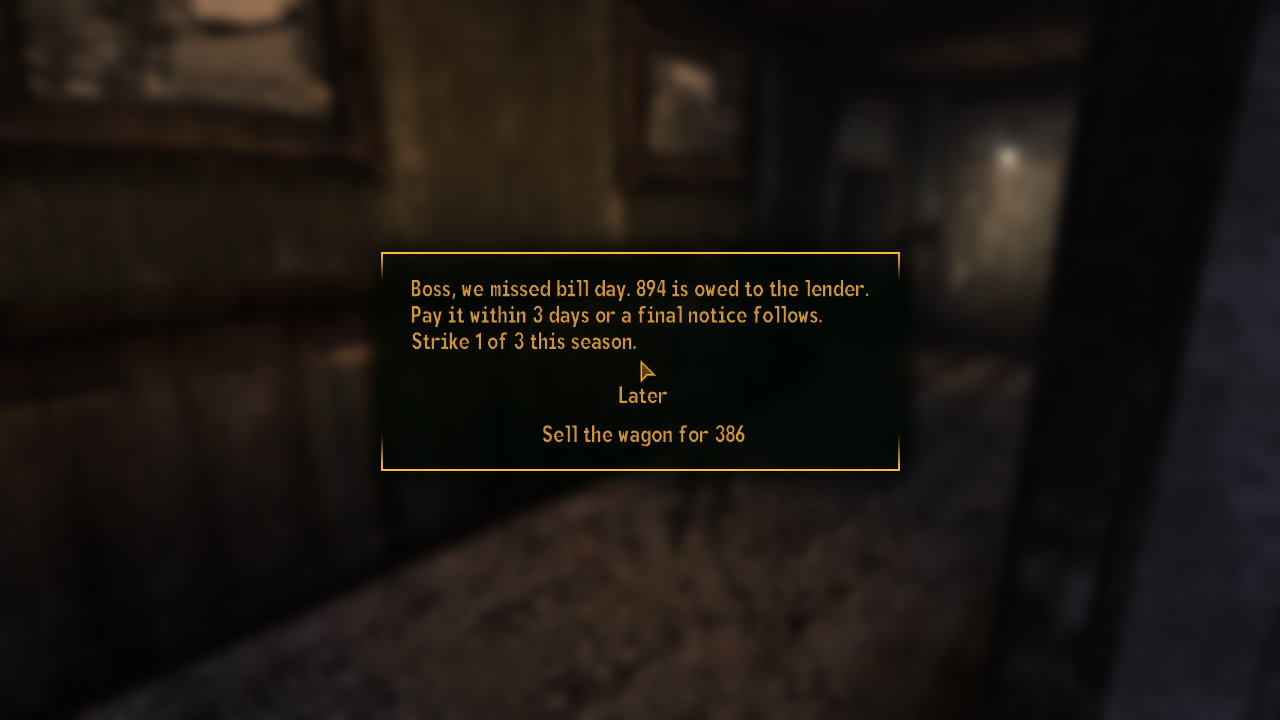 Boss, we missed bill day. 894 is owed to the lender.
Pay it within 3 days or a final notice follows.
Strike 1 of 3 this season.
Later
Sell the wagon for 386